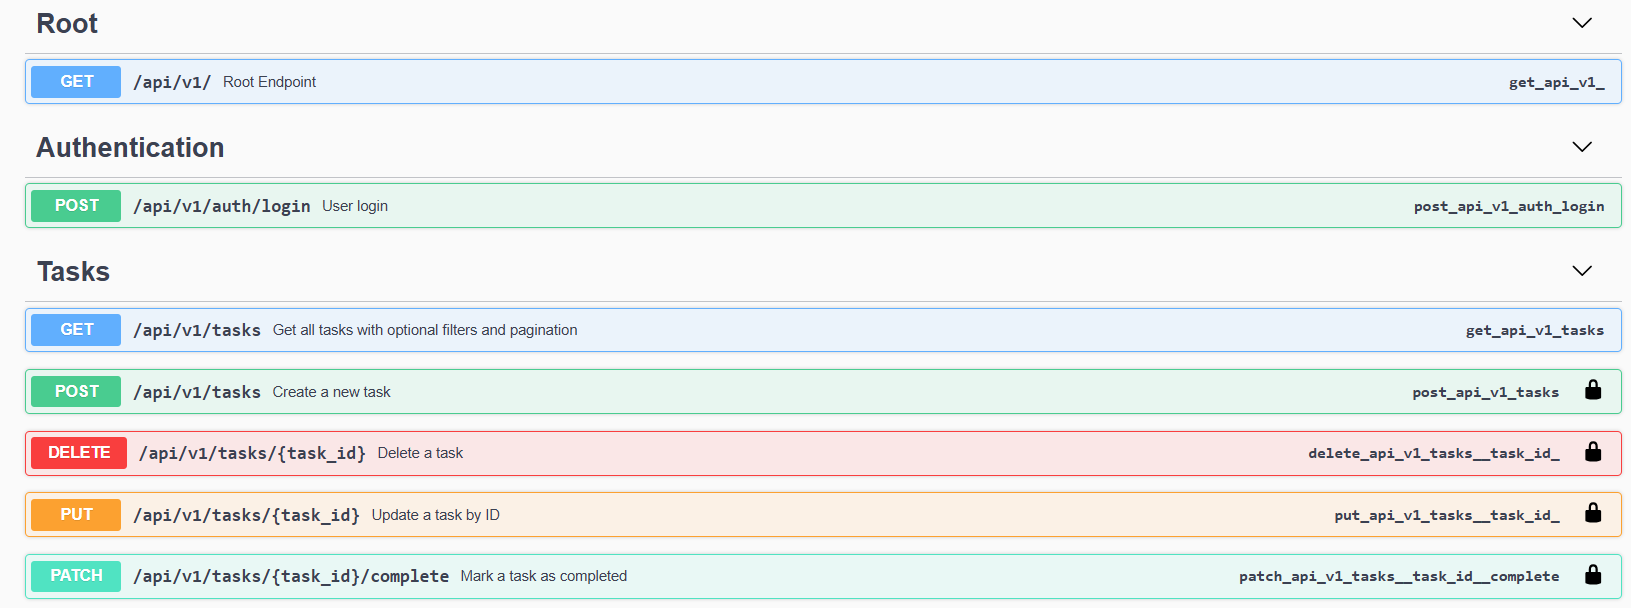 Root
GET /api/v1/ Root Endpoint get_api_v1_
Authentication
POST /api/v1/auth/login User login post_api_v1_auth_login
Tasks
GET /api/v1/tasks Get all tasks with optional filters and pagination get_api_v1_tasks
POST /api/v1/tasks Create a new task post_api_v1_tasks
DELETE /api/v1/tasks/{task_id} Delete a task delete_api_v1_tasks__task_id_
PUT /api/v1/tasks/{task_id} Update a task by ID put_api_v1_tasks__task_id_
PATCH /api/v1/tasks/{task_id}/complete Mark a task as completed patch_api_v1_tasks__task_id__complete